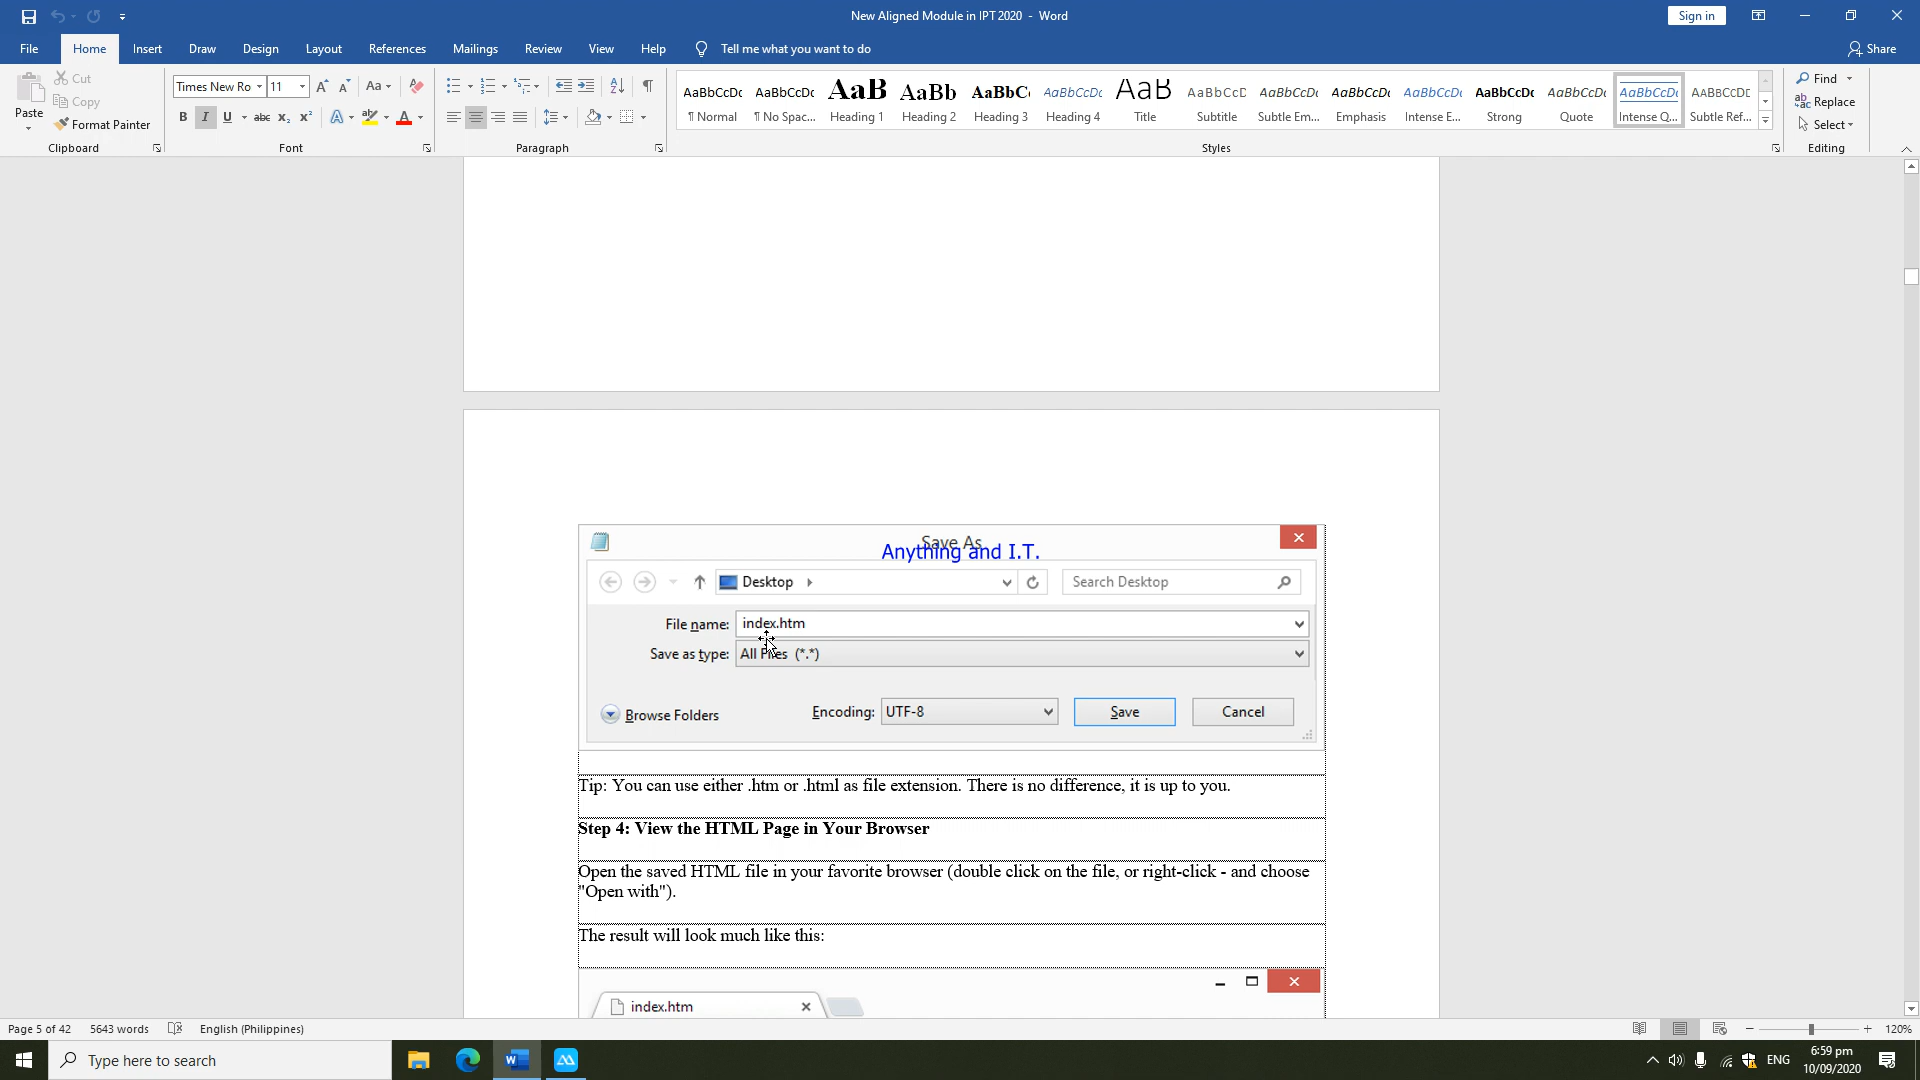 New Aligned Module in IPT 2020 - Word
Sign in
File Home Insert Draw Design Layout References Mailings Review View Help Tell me what you want to do Share
Paste
Cut
Copy
Format Painter
Clipboard
Times New Ro 11
Font
Paragraph
AaBbCcDc ¶ Normal
AaBbCcDc ¶ No Spac...
AaB Heading 1
AaBb Heading 2
AaBbC Heading 3
AaBbCcDc Heading 4
AaB Title
AaBbCcD Subtitle
AaBbCcDc Subtle Em...
AaBbCcDc Emphasis
AaBbCcDc Intense E...
AaBbCcDc Strong
AaBbCcDc Quote
AaBbCcDc Intense Q...
AABBCCDE Subtle Ref...
Styles
Find
Replace
Select
Editing
Save As
Anything and I.T.
Desktop
Search Desktop
File name: index.htm
Save as type: All Files (*.*)
Browse Folders
Encoding: UTF-8
Save
Cancel
Tip: You can use either .htm or .html as file extension. There is no difference, it is up to you.
Step 4: View the HTML Page in Your Browser
Open the saved HTML file in your favorite browser (double click on the file, or right-click - and choose
"Open with").
The result will look much like this:
index.htm
Page 5 of 42 5643 words English (Philippines)
120%
Type here to search
ENG
6:59 pm
10/09/2020